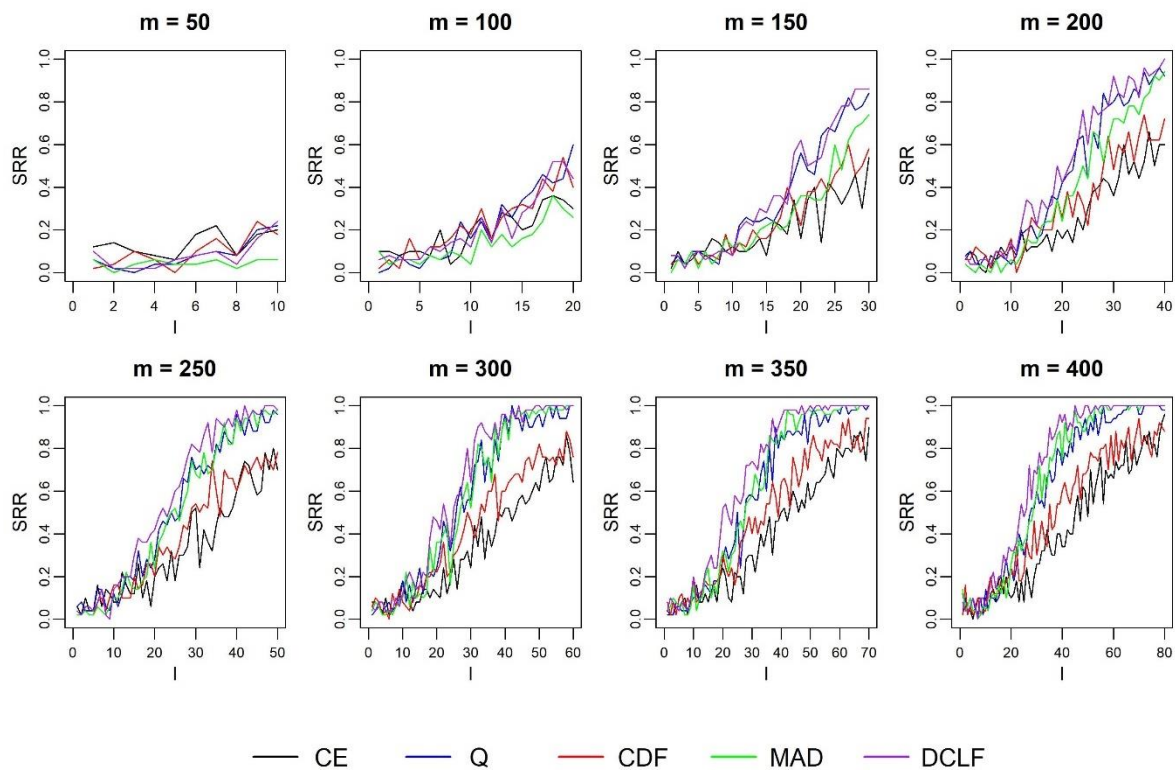 m = 50 m = 100 m = 150 m = 200
SRR 0.0 0.2 0.4 0.6 0.8 1.0
0 2 4 6 8 10
l
SRR 0.0 0.2 0.4 0.6 0.8 1.0
0 5 10 15 20
l
SRR 0.0 0.2 0.4 0.6 0.8 1.0
0 5 10 15 20 25 30
l
SRR 0.0 0.2 0.4 0.6 0.8 1.0
0 10 20 30 40
l
m = 250 m = 300 m = 350 m = 400
SRR 0.0 0.2 0.4 0.6 0.8 1.0
0 10 20 30 40 50
l
SRR 0.0 0.2 0.4 0.6 0.8 1.0
0 10 20 30 40 50 60
l
SRR 0.0 0.2 0.4 0.6 0.8 1.0
0 10 20 30 40 50 60 70
l
SRR 0.0 0.2 0.4 0.6 0.8 1.0
0 20 40 60 80
l
CE Q CDF MAD DCLF